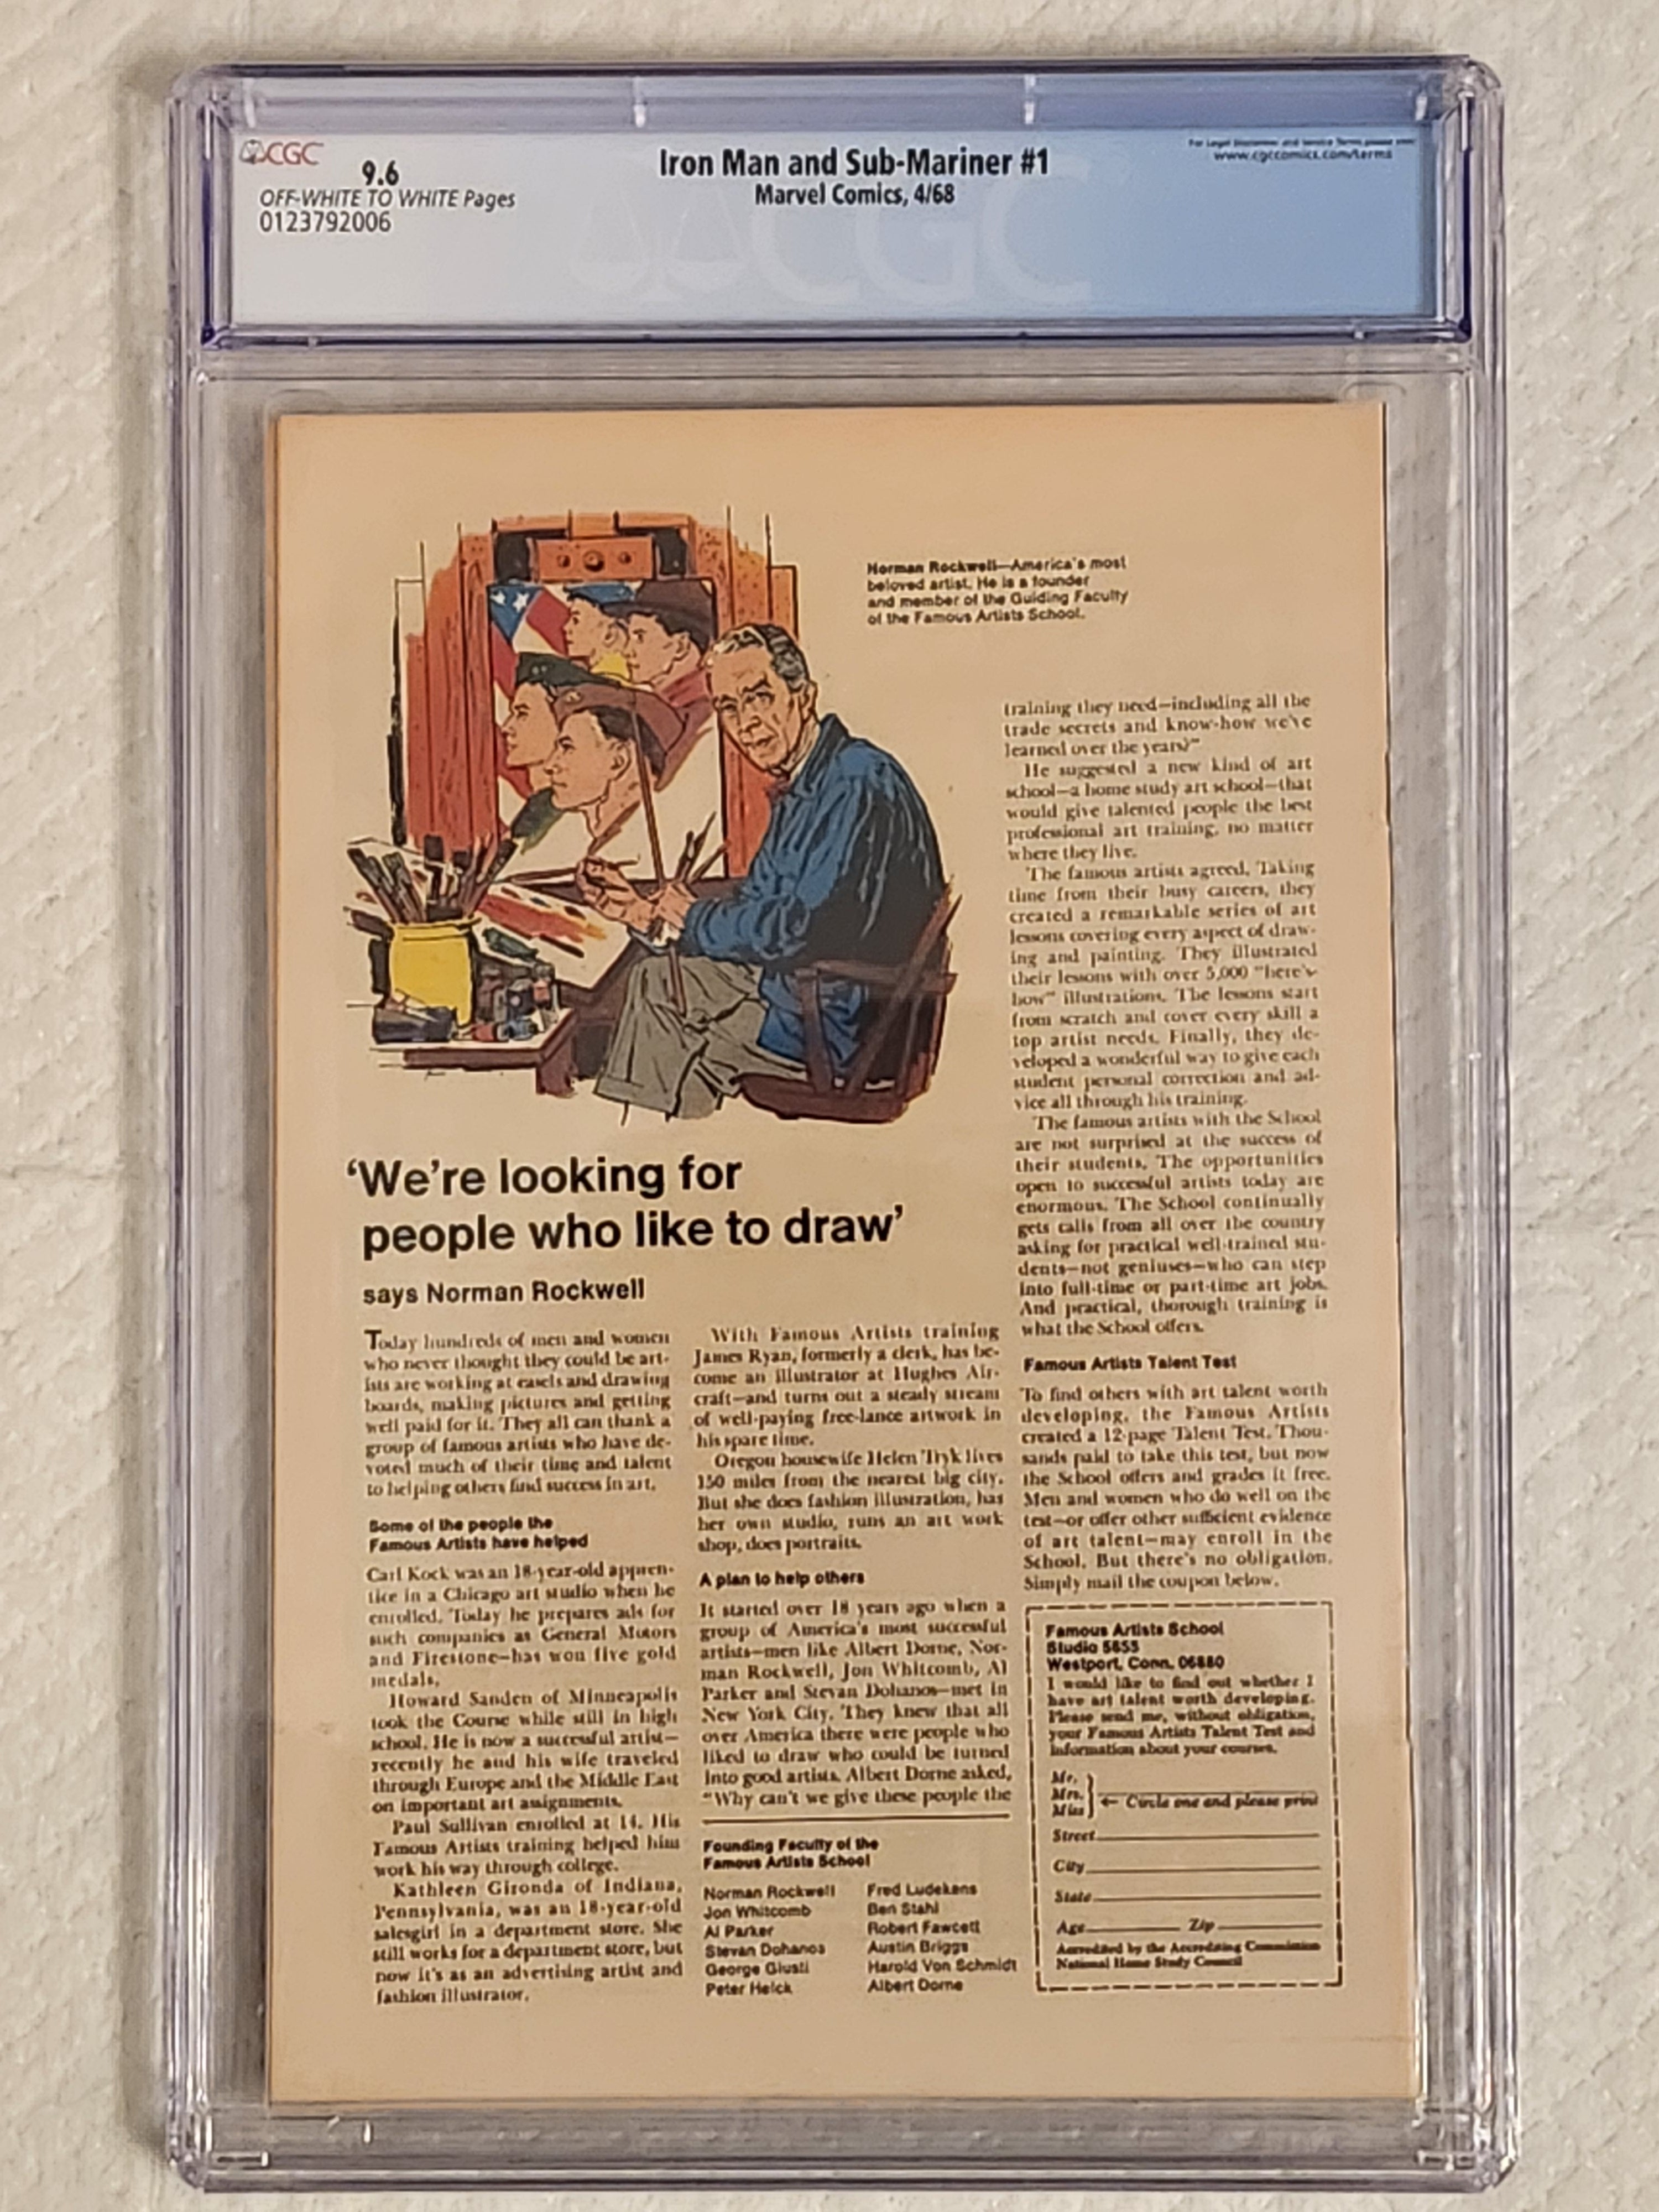 CGC
9.6
OFF-WHITE TO WHITE Pages
0123792006
Iron Man and Sub-Mariner #1
Marvel Comics, 4/68
For Legal Disclaimer and Service Terms please see:
www.cgccomics.com/terms
CGC
Norman Rockwell—America's most
beloved artist. He is a founder
and member of the Guiding Faculty
of the Famous Artists School.
'We're looking for
people who like to draw'
says Norman Rockwell
Today hundreds of men and women
who never thought they could be art-
ists are working at easels and drawing
boards, making pictures and getting
well paid for it. They all can thank a
group of famous artists who have de-
voted much of their time and talent
to helping others find success in art.
Some of the people the
Famous Artists have helped
Carl Kock was an 18-year-old appren-
tice in a Chicago art studio when he
enrolled. Today he prepares ads for
such companies as General Motors
and Firestone—has won five gold
medals.
Howard Sanden of Minneapolis
took the Course while still in high
school. He is now a successful artist—
recently he and his wife traveled
through Europe and the Middle East
on important art assignments.
Paul Sullivan enrolled at 14. His
Famous Artists training helped him
work his way through college.
Kathleen Gironda of Indiana,
Pennsylvania, was an 18-year-old
salesgirl in a department store. She
still works for a department store, but
now it's as an advertising artist and
fashion illustrator.
With Famous Artists training
James Ryan, formerly a clerk, has be-
come an illustrator at Hughes Air-
craft—and turns out a steady stream
of well-paying free-lance artwork in
his spare time.
Oregon housewife Helen Tryk lives
150 miles from the nearest big city.
But she does fashion illustration, has
her own studio, runs an art work
shop, does portraits.
A plan to help others
It started over 18 years ago when a
group of America's most successful
artists—men like Albert Dorne, Nor-
man Rockwell, Jon Whitcomb, Al
Parker and Stevan Dohanos—met in
New York City. They knew that all
over America there were people who
liked to draw who could be turned
into good artists. Albert Dorne asked,
"Why can't we give these people the
Founding Faculty of the
Famous Artists School
Norman Rockwell
Jon Whitcomb
Al Parker
Stevan Dohanos
George Giusti
Peter Helck
Fred Ludekens
Ben Stahl
Robert Fawcett
Austin Briggs
Harold Von Schmidt
Albert Dorne
training they need—including all the
trade secrets and know-how we've
learned over the years?"
He suggested a new kind of art
school—a home study art school—that
would give talented people the best
professional art training, no matter
where they live.
The famous artists agreed. Taking
time from their busy careers, they
created a remarkable series of art
lessons covering every aspect of draw-
ing and painting. They illustrated
their lessons with over 5,000 "here's-
how" illustrations. The lessons start
from scratch and cover every skill a
top artist needs. Finally, they de-
veloped a wonderful way to give each
student personal correction and ad-
vice all through his training.
The famous artists with the School
are not surprised at the success of
their students. The opportunities
open to successful artists today are
enormous. The School continually
gets calls from all over the country
asking for practical well-trained stu-
dents—not geniuses—who can step
into full-time or part-time art jobs.
And practical, thorough training is
what the School offers.
Famous Artists Talent Test
To find others with art talent worth
developing, the Famous Artists
created a 12-page Talent Test. Thou-
sands paid to take this test, but now
the School offers and grades it free.
Men and women who do well on the
test—or offer other sufficient evidence
of art talent—may enroll in the
School. But there's no obligation.
Simply mail the coupon below.
Famous Artists School
Studio 5655
Westport, Conn. 06880
I would like to find out whether I
have art talent worth developing.
Please send me, without obligation,
your Famous Artists Talent Test and
information about your courses.
Mr.
Mrs.
Miss
← Circle one and please print
Street
City
State
Age Zip
Accredited by the Accrediting Commission
National Home Study Council